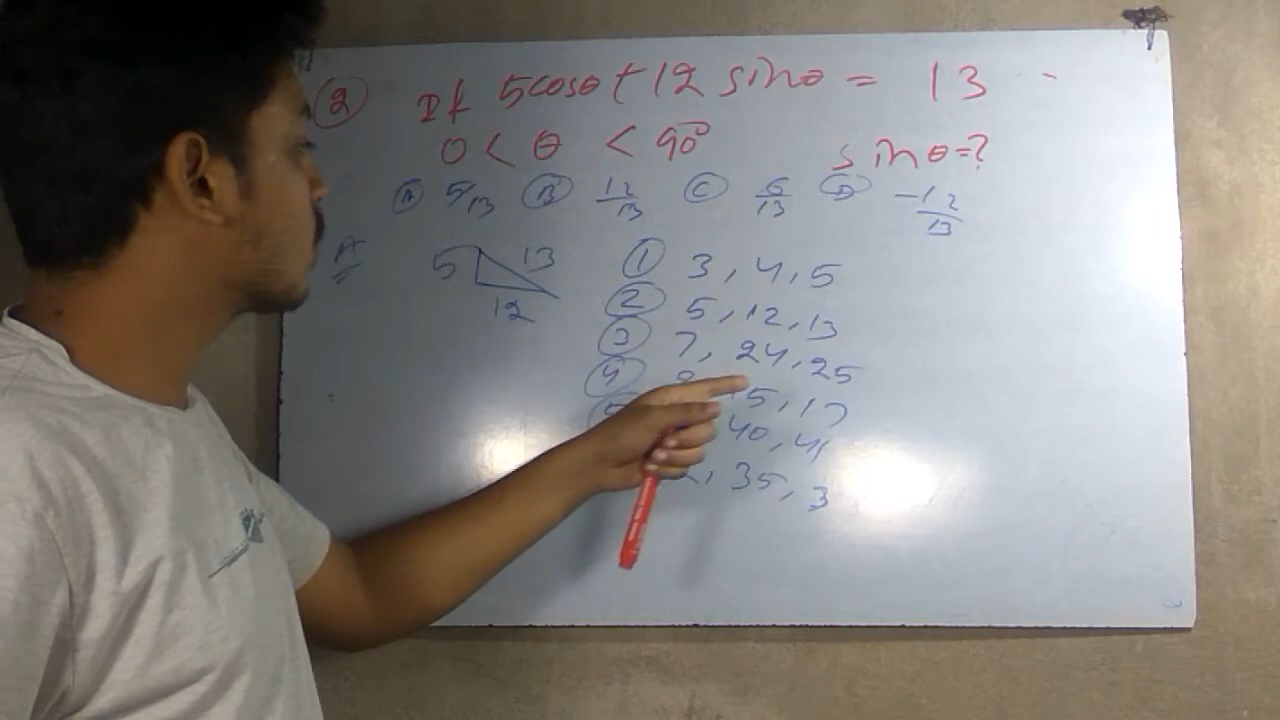 ② If 5cosθ + 12 sinθ = 13
0 < θ < 90° sinθ=?
Ⓐ 5/13 Ⓑ 12/13 Ⓒ 6/13 Ⓓ -12/13
A
5 13
12
① 3, 4, 5
② 5, 12, 13
③ 7, 24, 25
④ 15, 17
40, 41
35, 3